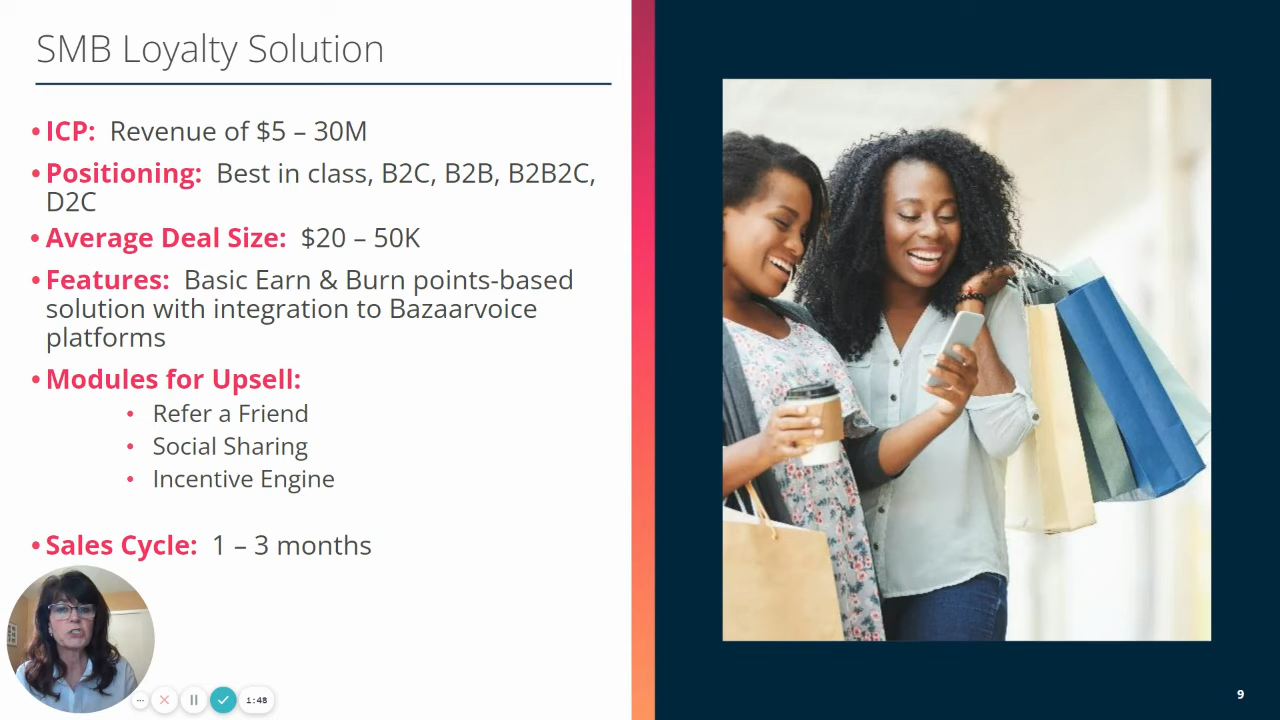 SMB Loyalty Solution
• ICP: Revenue of $5 – 30M
• Positioning: Best in class, B2C, B2B, B2B2C,
D2C
• Average Deal Size: $20 – 50K
• Features: Basic Earn & Burn points-based
solution with integration to Bazaarvoice
platforms
• Modules for Upsell:
• Refer a Friend
• Social Sharing
• Incentive Engine
• Sales Cycle: 1 – 3 months
1:48
9